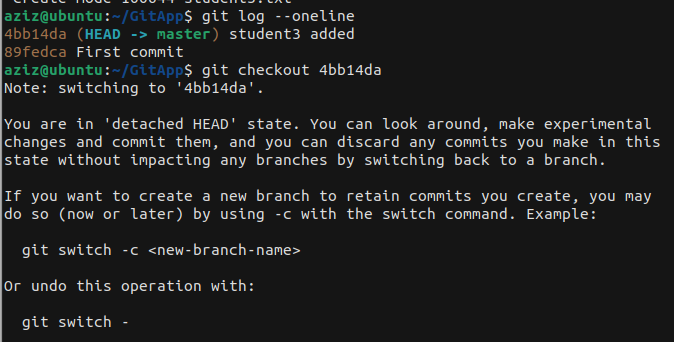 create mode 100644 students.txt
aziz@ubuntu:~/GitApp$ git log --oneline
4bb14da (HEAD -> master) student3 added
89fedca First commit
aziz@ubuntu:~/GitApp$ git checkout 4bb14da
Note: switching to '4bb14da'.
You are in 'detached HEAD' state. You can look around, make experimental
changes and commit them, and you can discard any commits you make in this
state without impacting any branches by switching back to a branch.
If you want to create a new branch to retain commits you create, you may
do so (now or later) by using -c with the switch command. Example:
git switch -c <new-branch-name>
Or undo this operation with:
git switch -